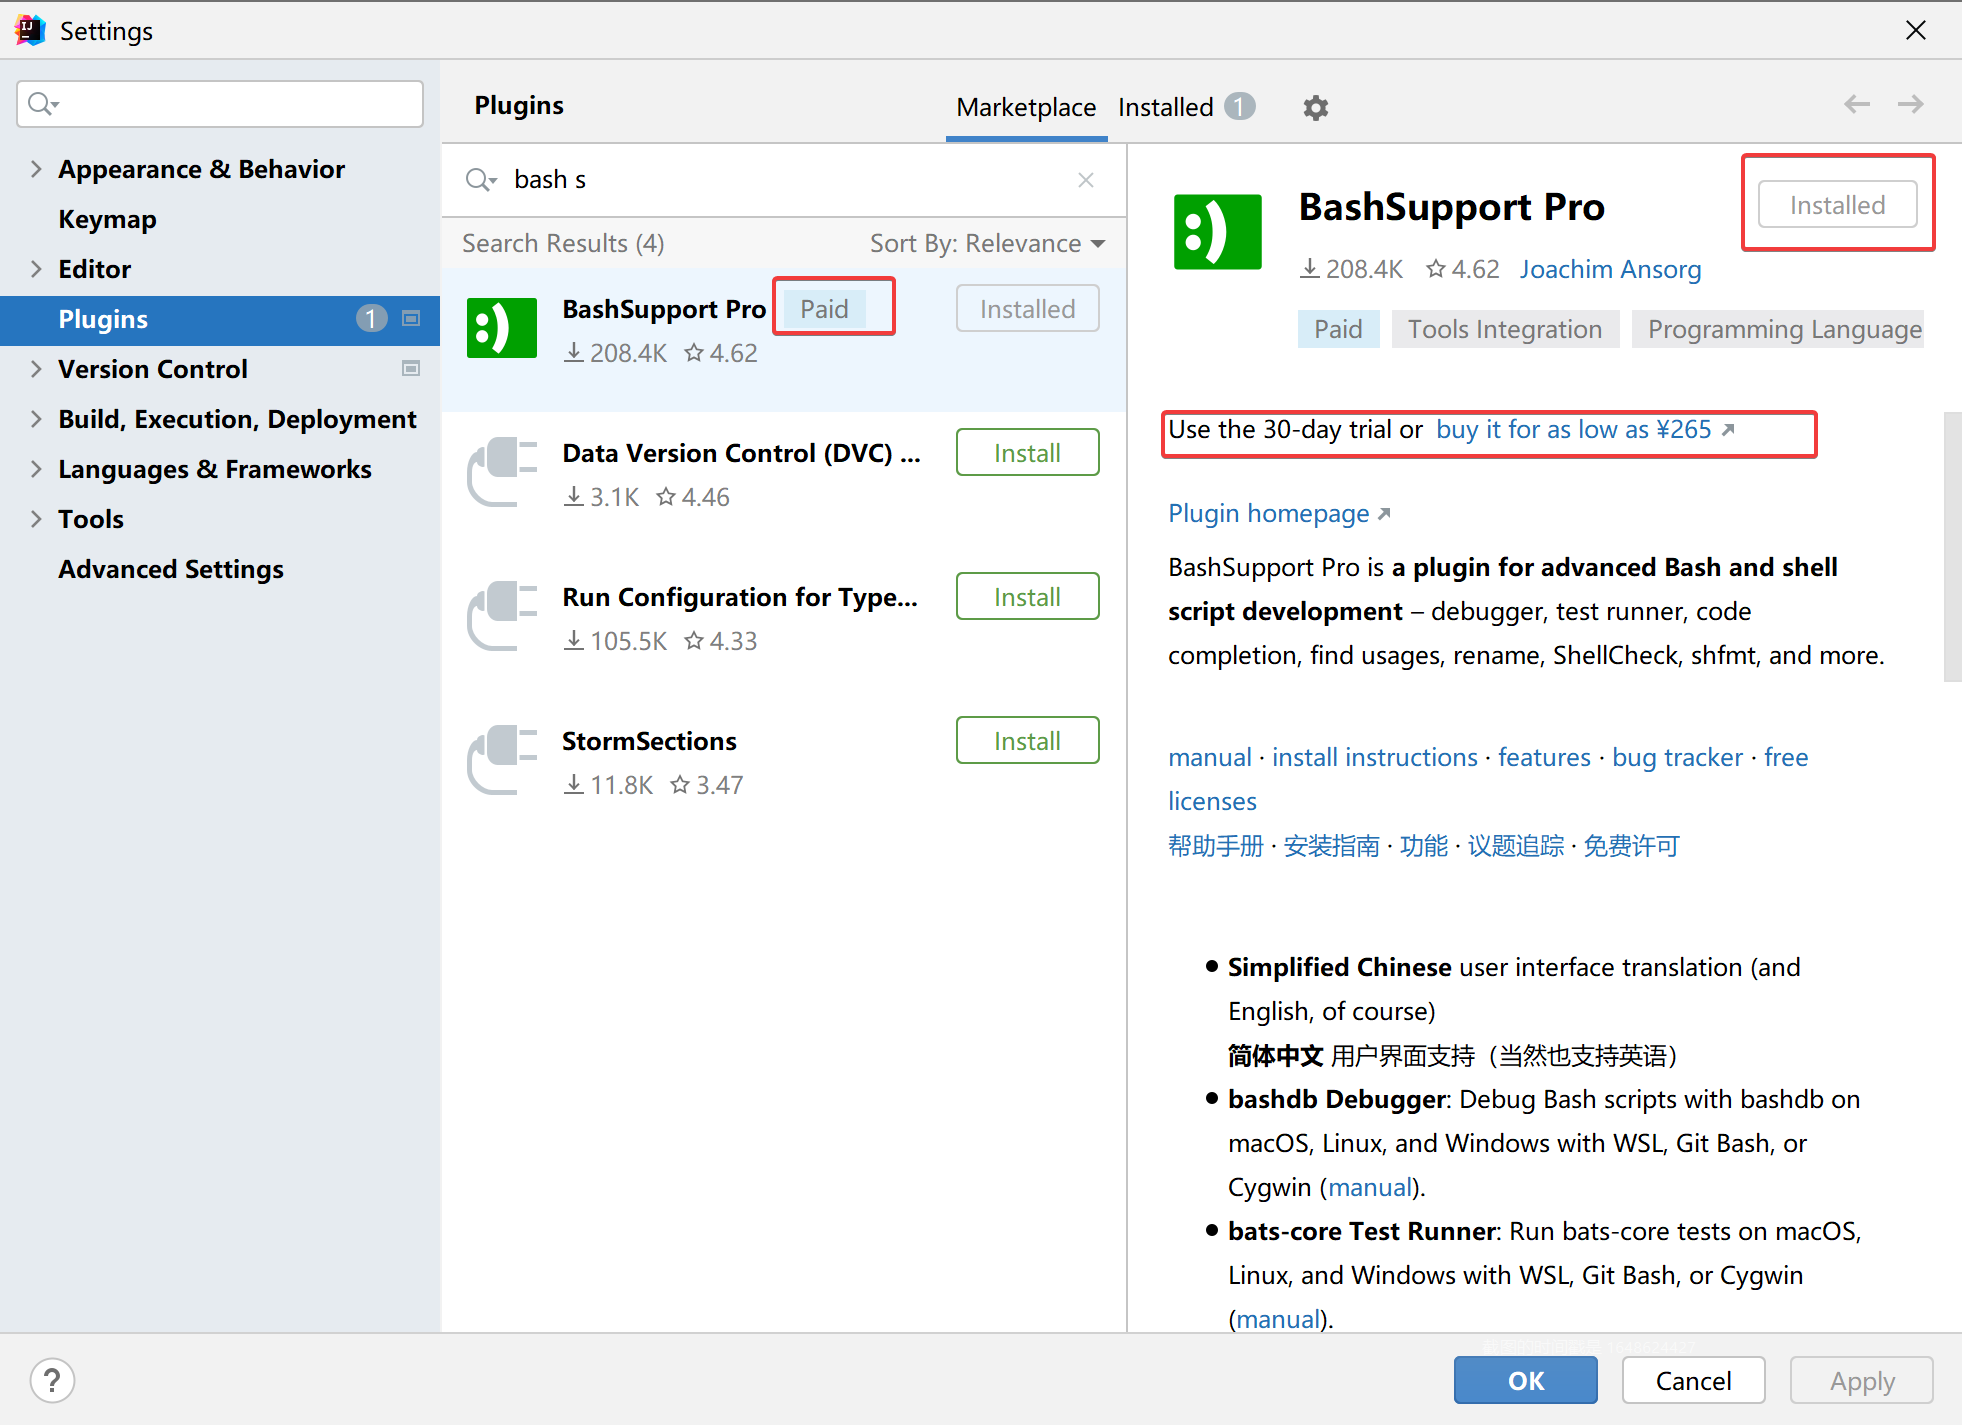 Settings
Plugins
Marketplace
Installed 1
Appearance & Behavior
Keymap
Editor
Plugins 1
Version Control
Build, Execution, Deployment
Languages & Frameworks
Tools
Advanced Settings
bash s
Search Results (4)
Sort By: Relevance
BashSupport Pro Paid
Installed
208.4K 4.62
Data Version Control (DVC) ...
Install
3.1K 4.46
Run Configuration for Type...
Install
105.5K 4.33
StormSections
Install
11.8K 3.47
BashSupport Pro
Installed
208.4K 4.62 Joachim Ansorg
Paid Tools Integration Programming Language
Use the 30-day trial or buy it for as low as ¥265
Plugin homepage
BashSupport Pro is a plugin for advanced Bash and shell
script development – debugger, test runner, code
completion, find usages, rename, ShellCheck, shfmt, and more.
manual · install instructions · features · bug tracker · free
licenses
帮助手册 · 安装指南 · 功能 · 议题追踪 · 免费许可
Simplified Chinese user interface translation (and
English, of course)
简体中文 用户界面支持（当然也支持英语）
bashdb Debugger: Debug Bash scripts with bashdb on
macOS, Linux, and Windows with WSL, Git Bash, or
Cygwin (manual).
bats-core Test Runner: Run bats-core tests on macOS,
Linux, and Windows with WSL, Git Bash, or Cygwin
(manual).
?
OK
Cancel
Apply